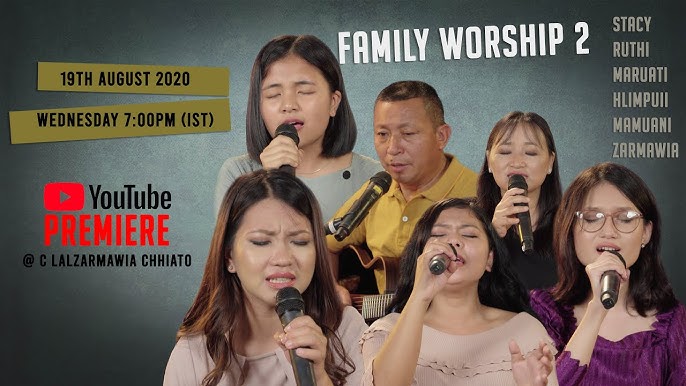 FAMILY WORSHIP 2
19TH AUGUST 2020
WEDNESDAY 7:00PM (IST)
YouTube
PREMIERE
@ C LALZARMAWIA CHHIATO
STACY
RUTHI
MARUATI
HLIMPUII
MAMUANI
ZARMAWIA